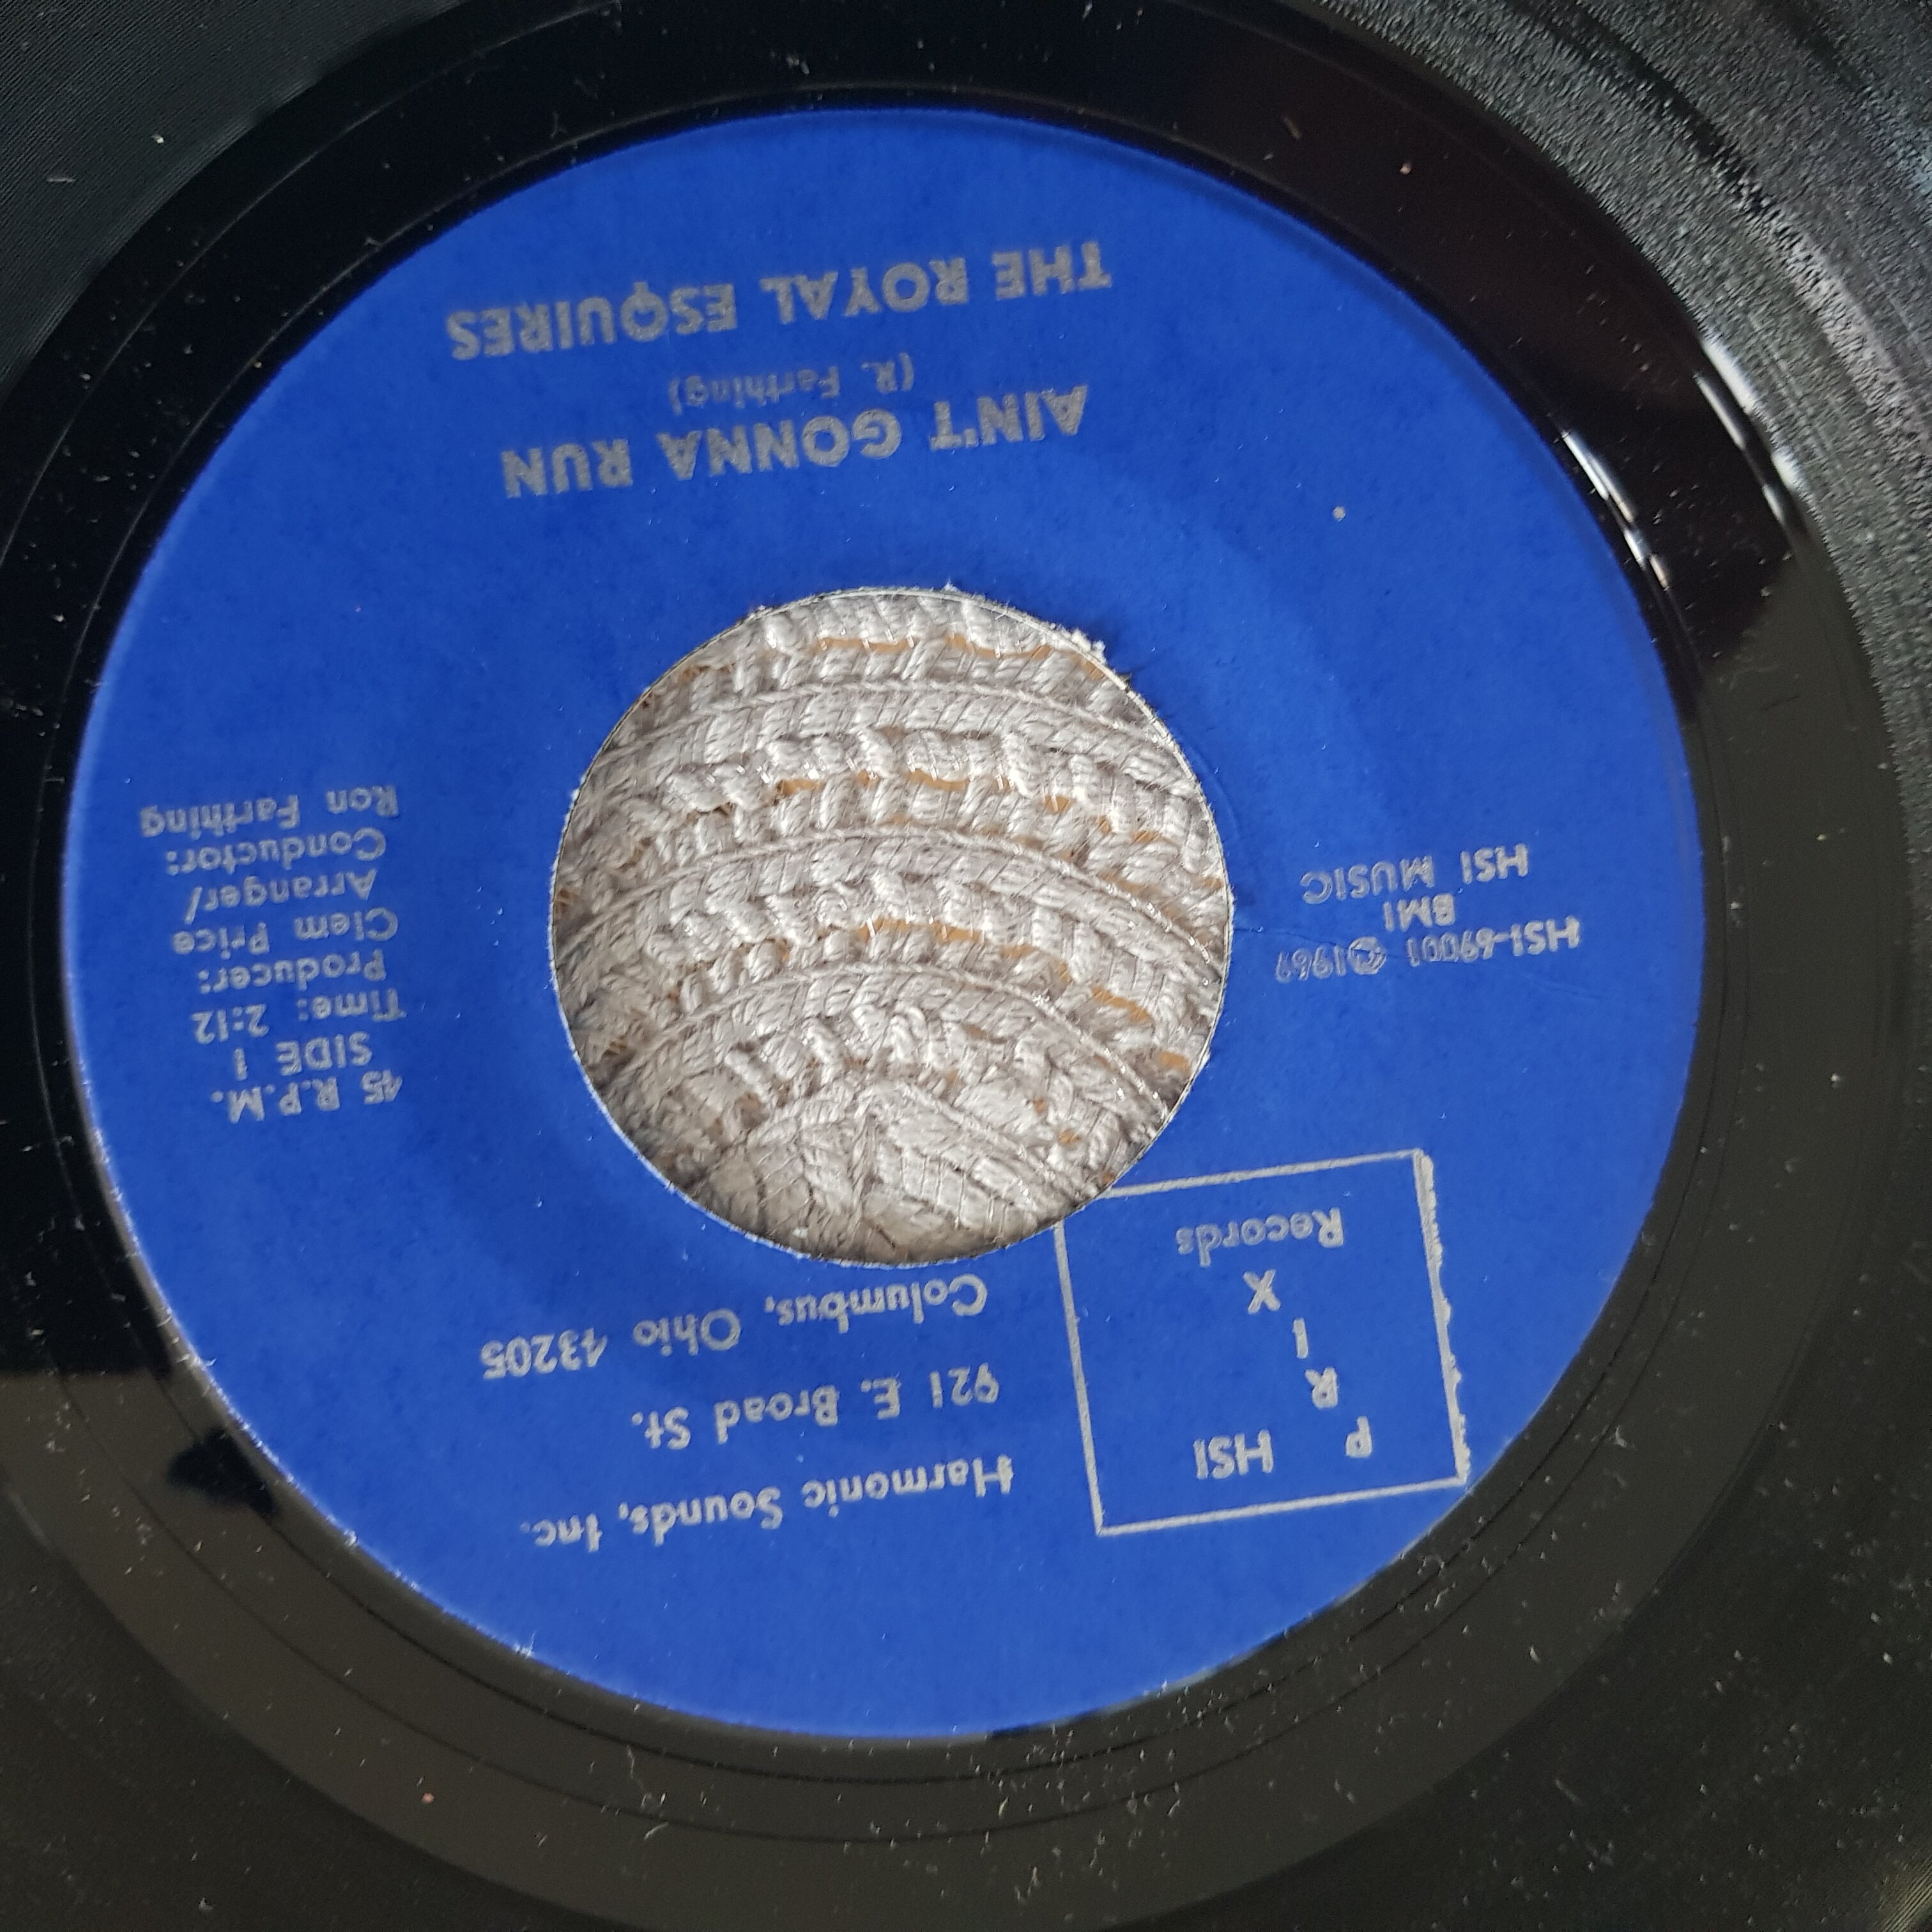 P HSI
R
I
X
Records
Harmonic Sounds, Inc.
921 E. Broad St.
Columbus, Ohio 43205
HSI-69001 ©1969
BMI
HSI MUSIC
45 R.P.M.
SIDE 1
Time: 2:12
Producer:
Clem Price
Arranger/
Conductor:
Ron Farthing
AIN'T GONNA RUN
(R. Farthing)
THE ROYAL ESQUIRES